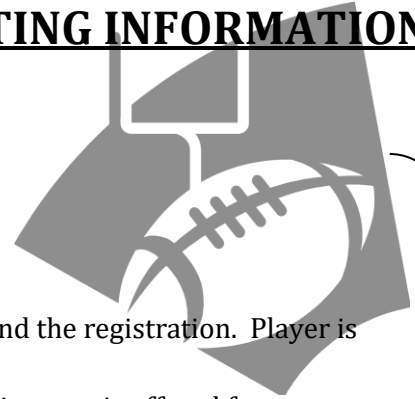 TING INFORMATION
nd the registration. Player is